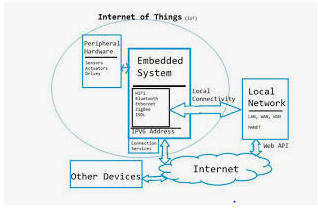 Internet of Things (IoT)
Peripheral
Hardware
Sensors
Actuators
Drives
Embedded
System
WiFi
Bluetooth
Ethernet
ZigBee
ISDL
IPV6 Address
Connection
Services
Local
Connectivity
Local
Network
LAN, WAN, WSN
MANET
Web API
Internet
Other Devices